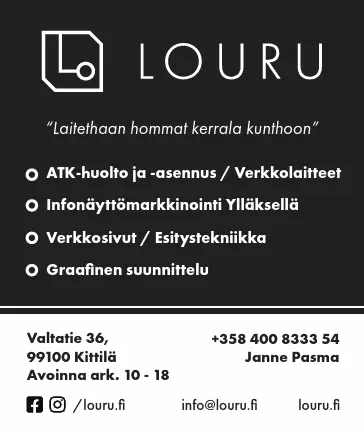 LOURU
“Laitethaan hommat kerrala kunthoon”
ATK-huolto ja -asennus / Verkkolaitteet
Infonäyttömarkkinointi Ylläksellä
Verkkosivut / Esitystekniikka
Graafinen suunnittelu
Valtatie 36,
99100 Kittilä
Avoinna ark. 10 - 18
+358 400 8333 54
Janne Pasma
/louru.fi info@louru.fi louru.fi